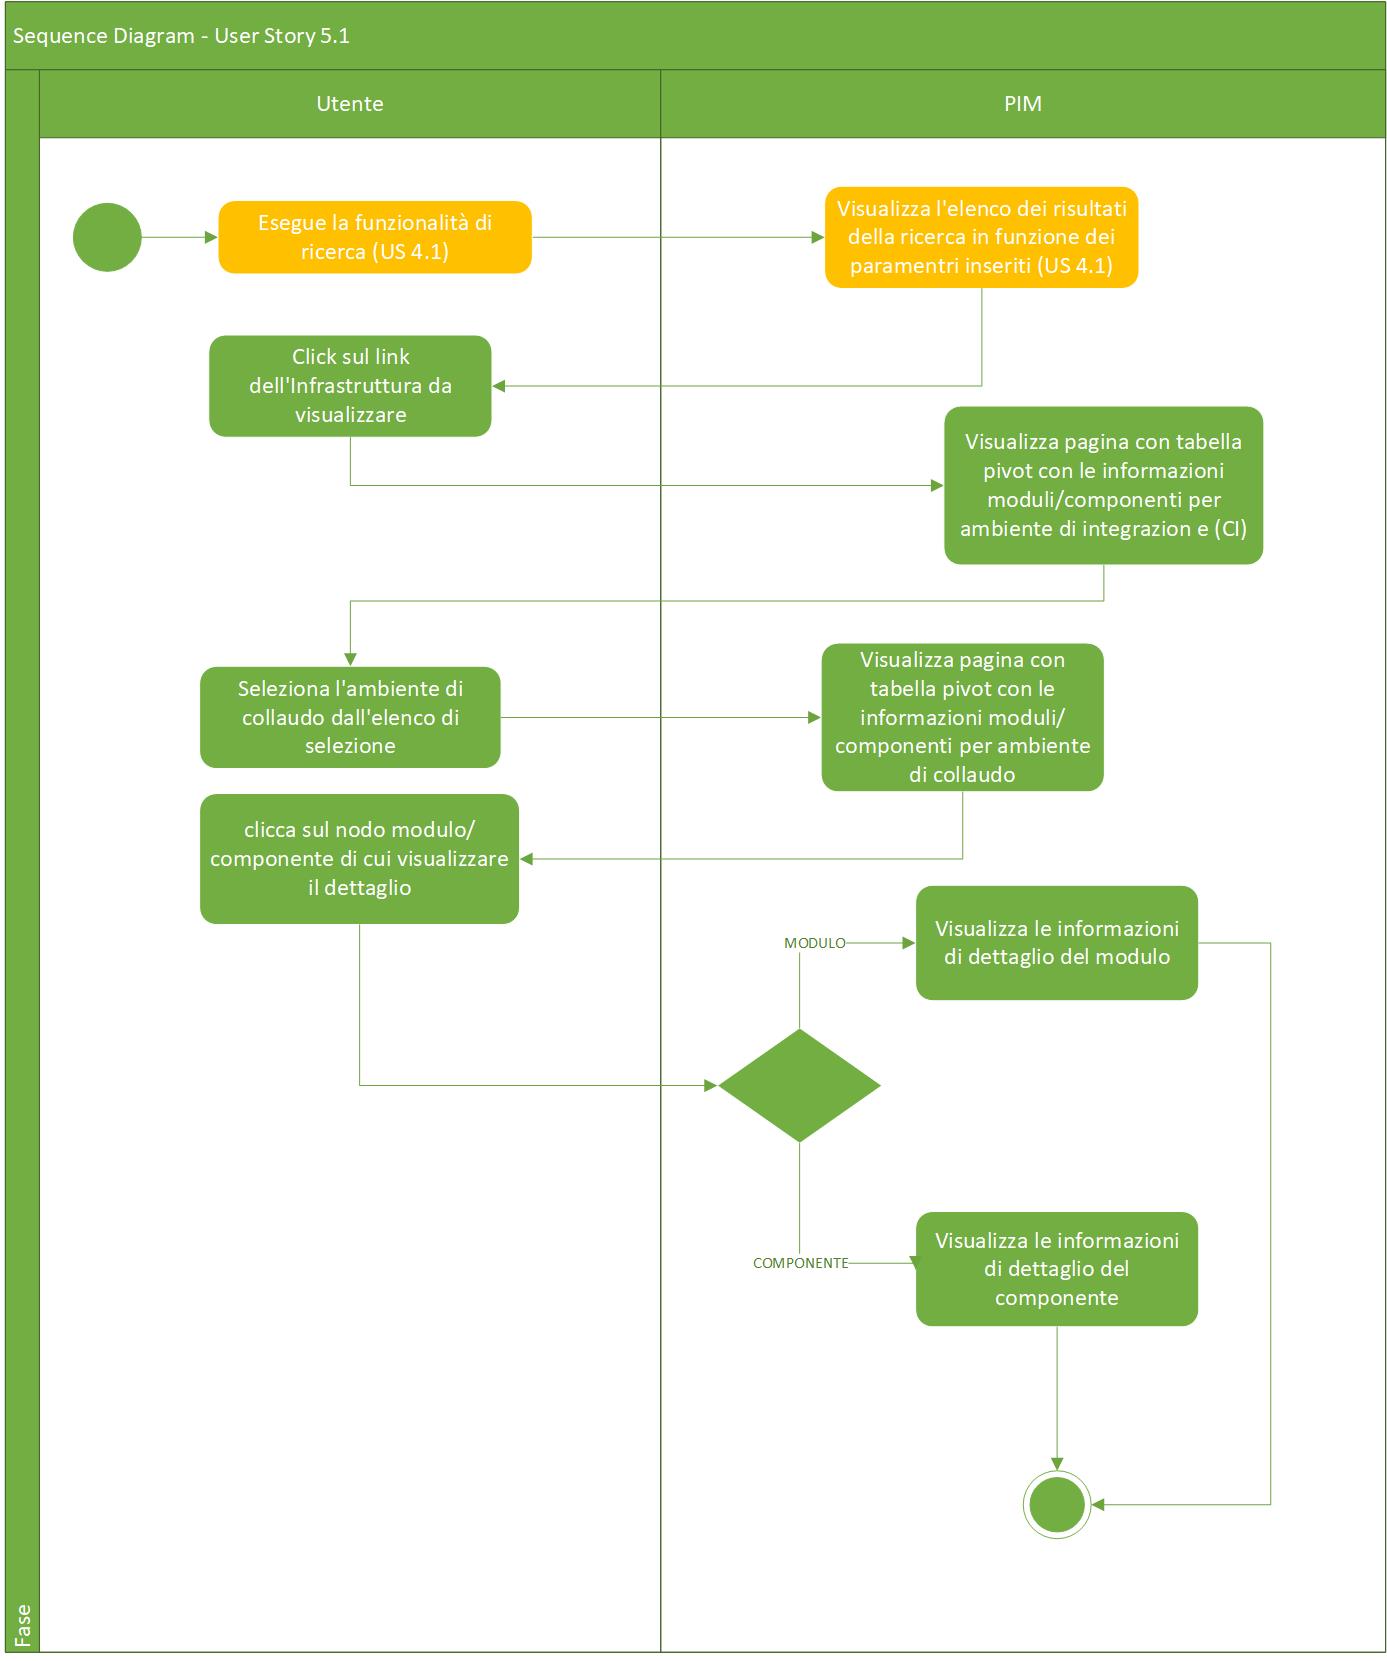 Sequence Diagram - User Story 5.1
Utente
PIM
Esegue la funzionalità di
ricerca (US 4.1)
Visualizza l'elenco dei risultati
della ricerca in funzione dei
paramentri inseriti (US 4.1)
Click sul link
dell'Infrastruttura da
visualizzare
Visualizza pagina con tabella
pivot con le informazioni
moduli/componenti per
ambiente di integrazion e (CI)
Seleziona l'ambiente di
collaudo dall'elenco di
selezione
Visualizza pagina con
tabella pivot con le
informazioni moduli/
componenti per ambiente
di collaudo
clicca sul nodo modulo/
componente di cui visualizzare
il dettaglio
MODULO
Visualizza le informazioni
di dettaglio del modulo
COMPONENTE
Visualizza le informazioni
di dettaglio del
componente
Fase